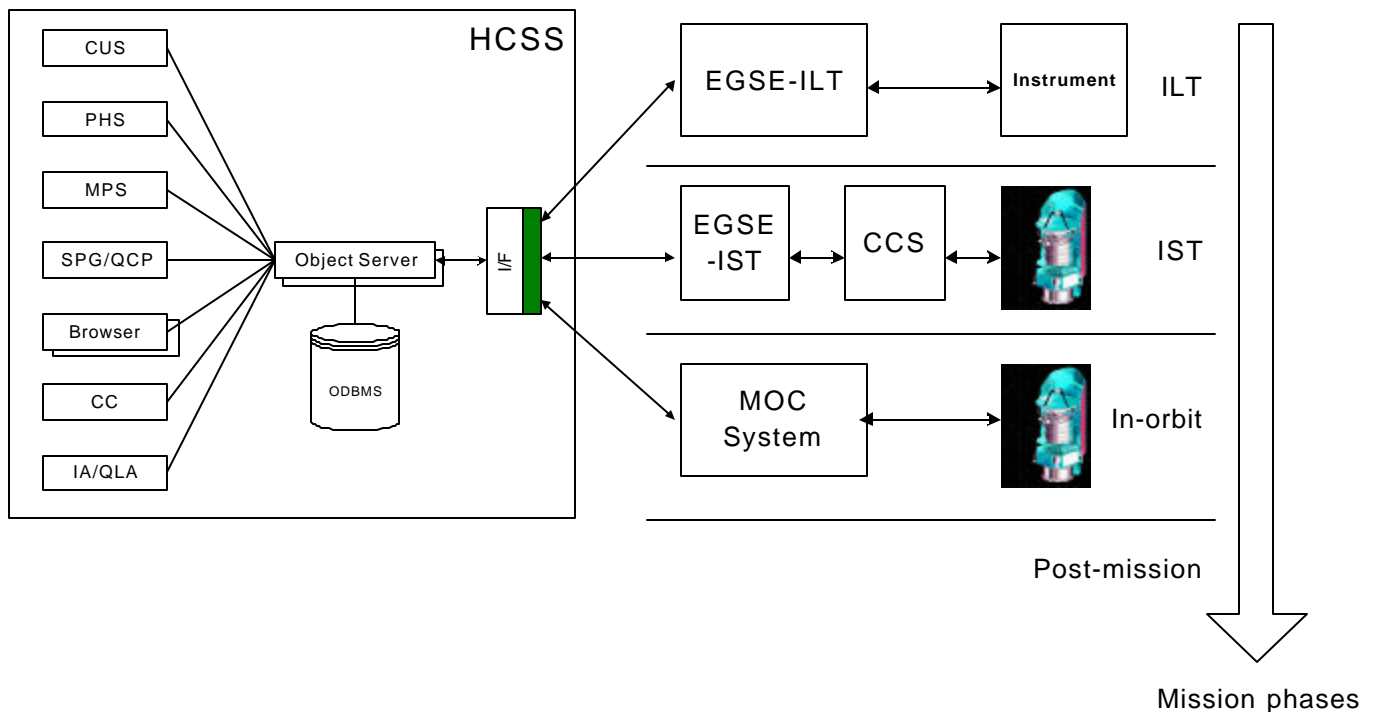 HCSS
CUS
PHS
MPS
SPG/QCP
Browser
CC
IA/QLA
Object Server
ODBMS
I/F
EGSE-ILT
Instrument
ILT
EGSE
-IST
CCS
IST
MOC
System
In-orbit
Post-mission
Mission phases